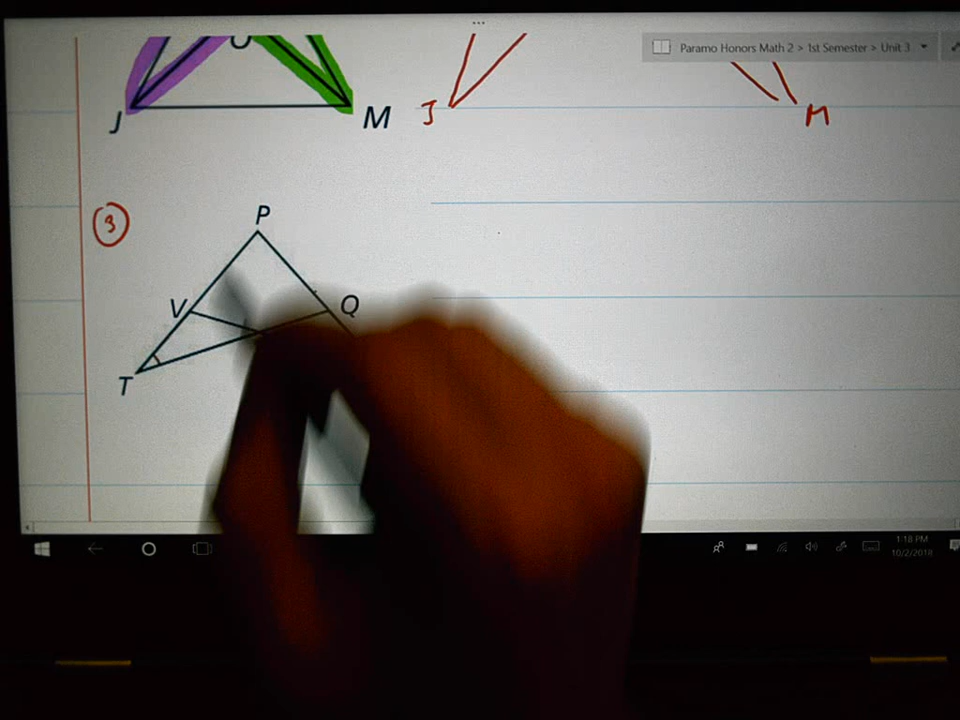 ...
Paramo Honors Math 2 > 1st Semester > Unit 3
J
M
J
M
3
P
V
Q
T
1:18 PM
10/2/2018